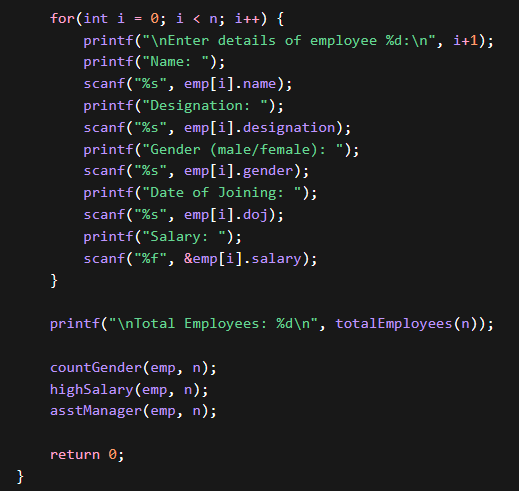 for(int i = 0; i < n; i++) {
printf("\nEnter details of employee %d:\n", i+1);
printf("Name: ");
scanf("%s", emp[i].name);
printf("Designation: ");
scanf("%s", emp[i].designation);
printf("Gender (male/female): ");
scanf("%s", emp[i].gender);
printf("Date of Joining: ");
scanf("%s", emp[i].doj);
printf("Salary: ");
scanf("%f", &emp[i].salary);
}
printf("\nTotal Employees: %d\n", totalEmployees(n));
countGender(emp, n);
highSalary(emp, n);
asstManager(emp, n);
return 0;
}